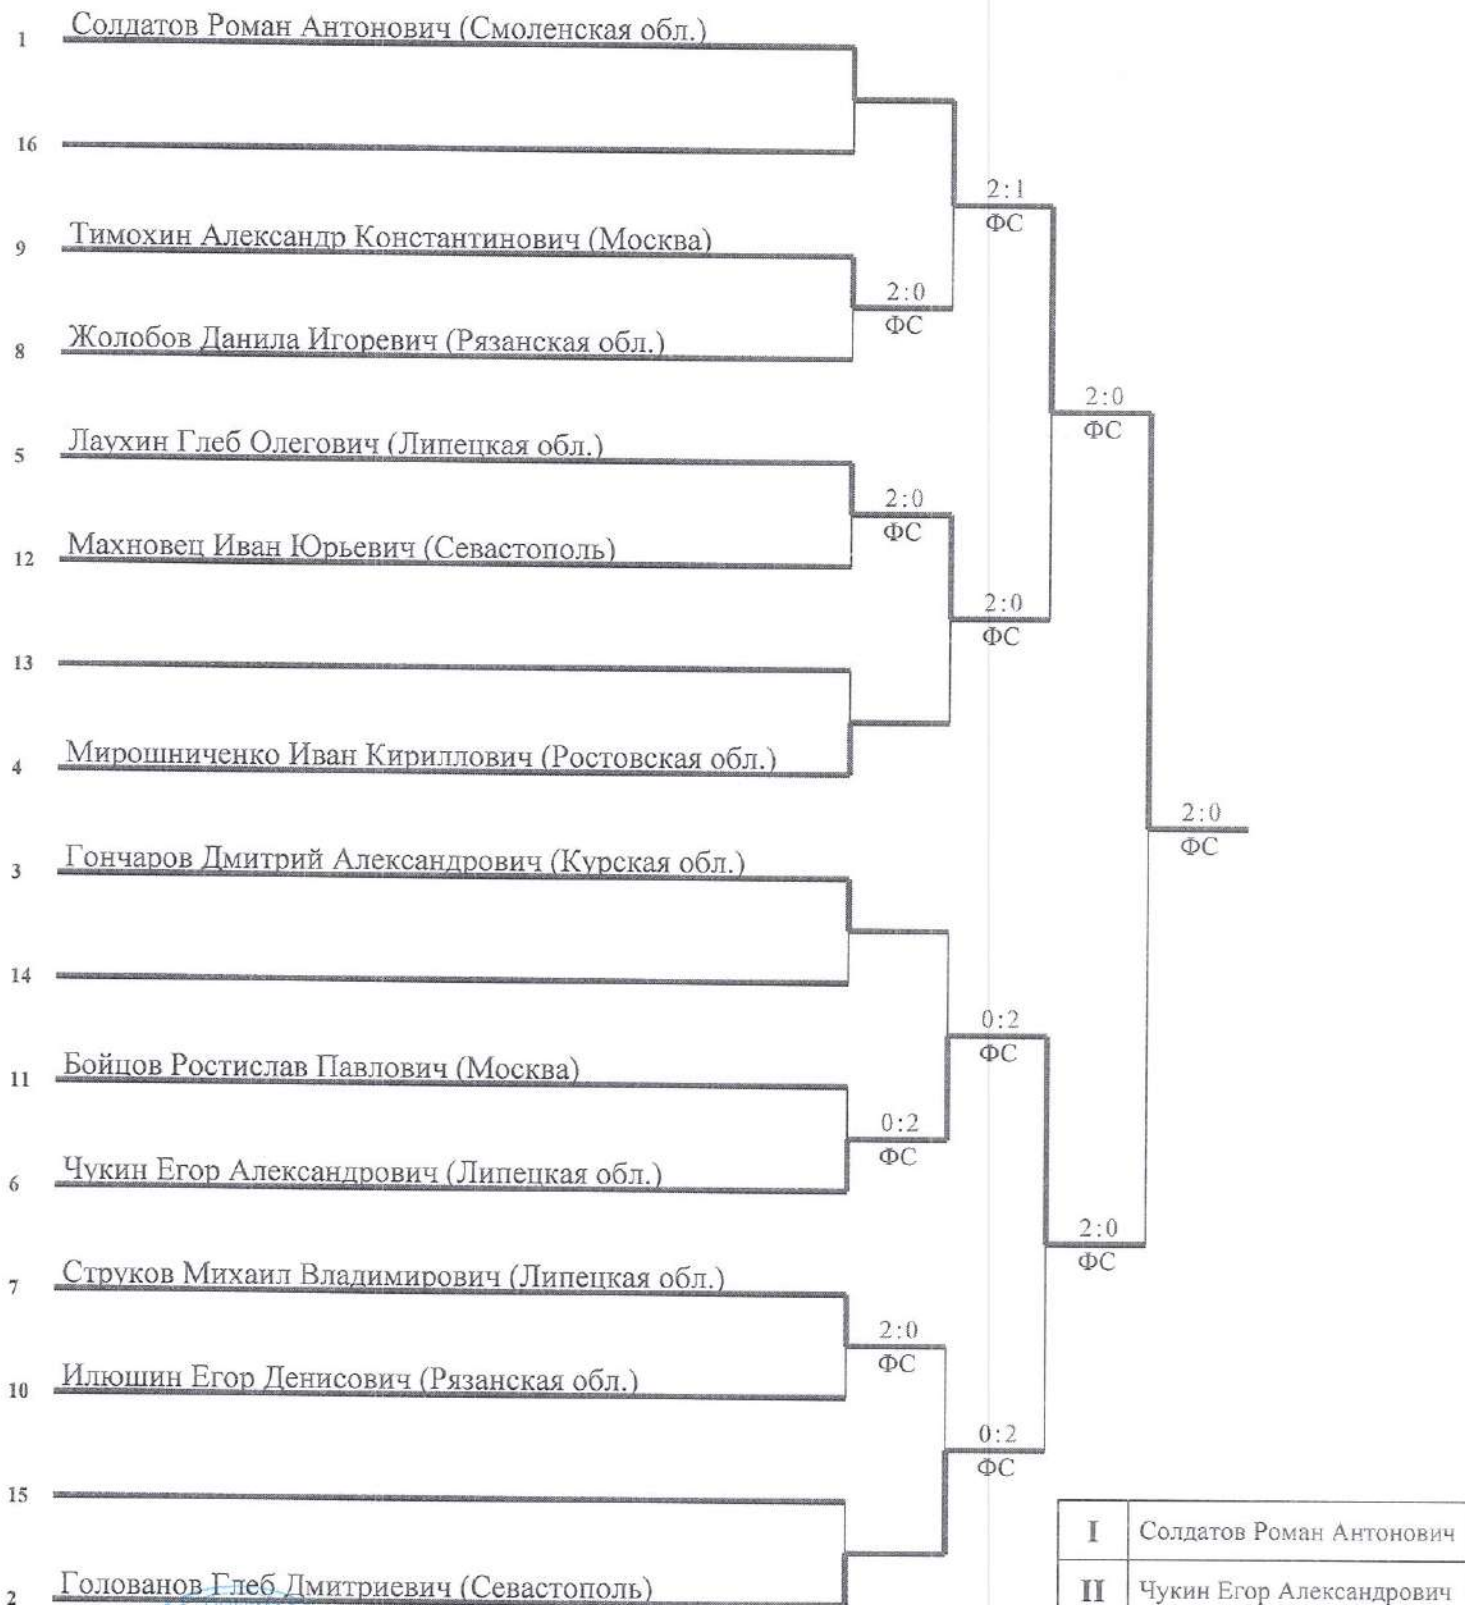 1 Солдатов Роман Антонович (Смоленская обл.)
16
2:1
ФС
9 Тимохин Александр Константинович (Москва)
2:0
ФС
8 Жолобов Данила Игоревич (Рязанская обл.)
2:0
ФС
5 Лаухин Глеб Олегович (Липецкая обл.)
2:0
ФС
12 Махновец Иван Юрьевич (Севастополь)
2:0
ФС
13
4 Мирошниченко Иван Кириллович (Ростовская обл.)
2:0
ФС
3 Гончаров Дмитрий Александрович (Курская обл.)
14
0:2
ФС
11 Бойцов Ростислав Павлович (Москва)
0:2
ФС
6 Чукин Егор Александрович (Липецкая обл.)
2:0
ФС
7 Струков Михаил Владимирович (Липецкая обл.)
2:0
ФС
10 Илюшин Егор Денисович (Рязанская обл.)
0:2
ФС
15
I Солдатов Роман Антонович
2 Голованов Глеб Дмитриевич (Севастополь)
II Чукин Егор Александрович